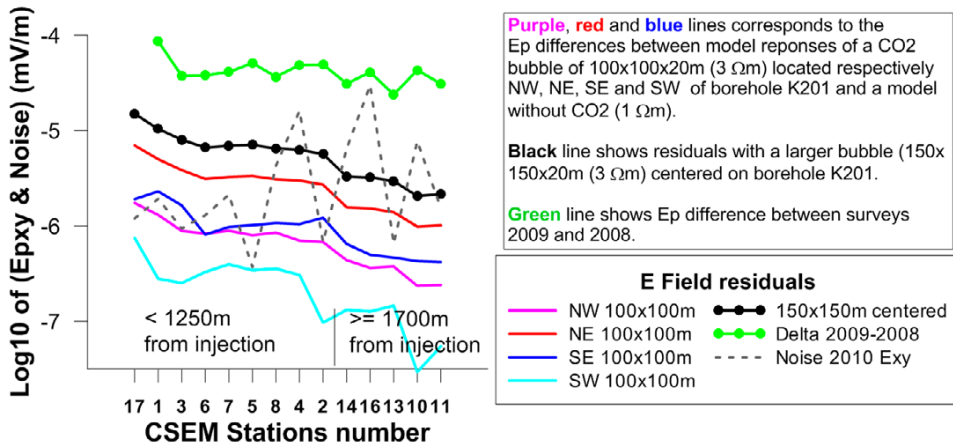 Log10 of (Epxy & Noise) (mV/m)
-4
-5
-6
-7
< 1250m
from injection
>= 1700m
from injection
17 1 3 6 7 5 8 4 2 14 16 13 10 11
CSEM Stations number
Purple, red and blue lines corresponds to the
Ep differences between model reponses of a CO2
bubble of 100x100x20m (3 Ωm) located respectively
NW, NE, SE and SW of borehole K201 and a model
without CO2 (1 Ωm).
Black line shows residuals with a larger bubble (150x
150x20m (3 Ωm) centered on borehole K201.
Green line shows Ep difference between surveys
2009 and 2008.
E Field residuals
NW 100x100m
NE 100x100m
SE 100x100m
SW 100x100m
150x150m centered
Delta 2009-2008
Noise 2010 Exy